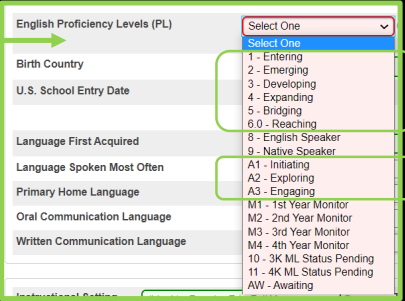 English Proficiency Levels (PL)
Select One
Select One
1 - Entering
Birth Country
2 - Emerging
3 - Developing
U.S. School Entry Date
4 - Expanding
5 - Bridging
6.0 - Reaching
8 - English Speaker
Language First Acquired
9 - Native Speaker
A1 - Initiating
Language Spoken Most Often
A2 - Exploring
Primary Home Language
A3 - Engaging
M1 - 1st Year Monitor
Oral Communication Language
M2 - 2nd Year Monitor
M3 - 3rd Year Monitor
Written Communication Language
M4 - 4th Year Monitor
10 - 3K ML Status Pending
11 - 4K ML Status Pending
AW - Awaiting
Instructional Setting